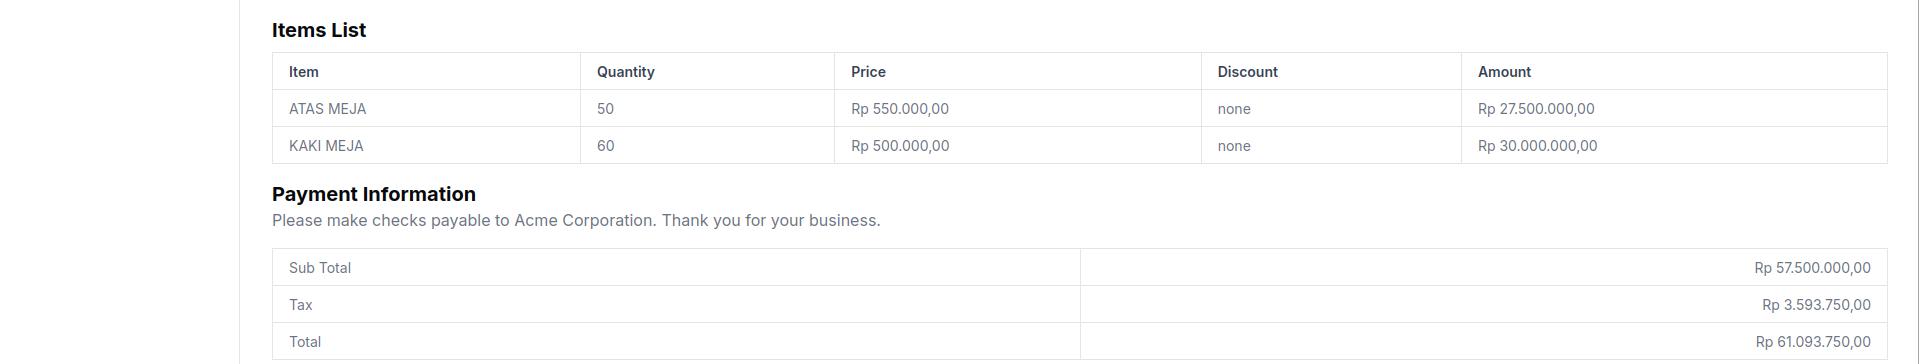 Items List
Item Quantity Price Discount Amount
ATAS MEJA 50 Rp 550.000,00 none Rp 27.500.000,00
KAKI MEJA 60 Rp 500.000,00 none Rp 30.000.000,00
Payment Information
Please make checks payable to Acme Corporation. Thank you for your business.
Sub Total Rp 57.500.000,00
Tax Rp 3.593.750,00
Total Rp 61.093.750,00